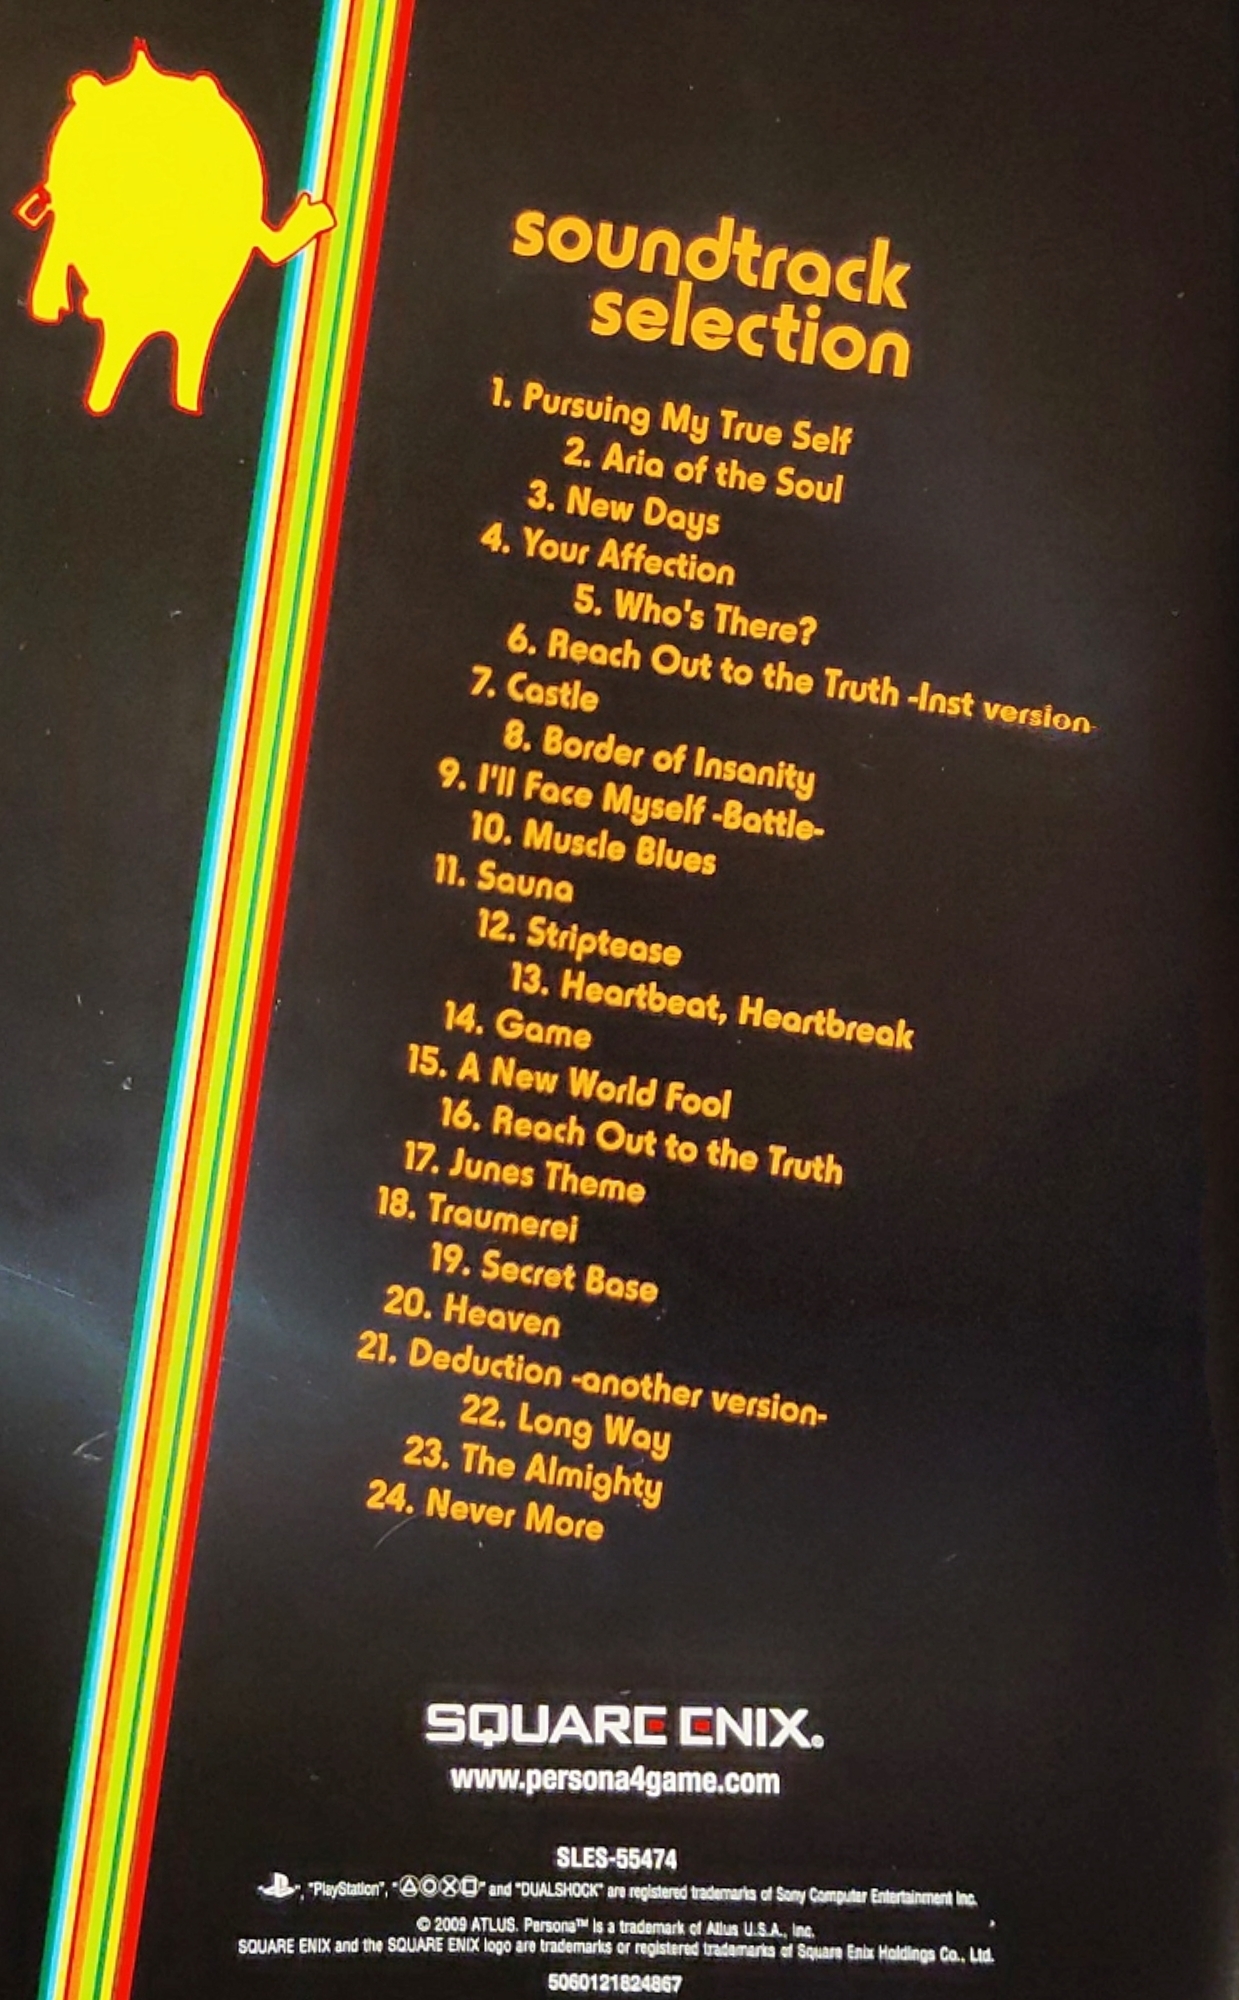 soundtrack
selection
1. Pursuing My True Self
2. Aria of the Soul
3. New Days
4. Your Affection
5. Who's There?
6. Reach Out to the Truth -Inst version-
7. Castle
8. Border of Insanity
9. I'll Face Myself -Battle-
10. Muscle Blues
11. Sauna
12. Striptease
13. Heartbeat, Heartbreak
14. Game
15. A New World Fool
16. Reach Out to the Truth
17. Junes Theme
18. Traumerei
19. Secret Base
20. Heaven
21. Deduction -another version-
22. Long Way
23. The Almighty
24. Never More
SQUARE ENIX®
www.persona4game.com
SLES-55474
", "PlayStation", "△○✕□" and "DUALSHOCK" are registered trademarks of Sony Computer Entertainment Inc.
© 2009 ATLUS. Persona™ is a trademark of Atlus U.S.A., Inc.
SQUARE ENIX and the SQUARE ENIX logo are trademarks or registered trademarks of Square Enix Holdings Co., Ltd.
5060121824867